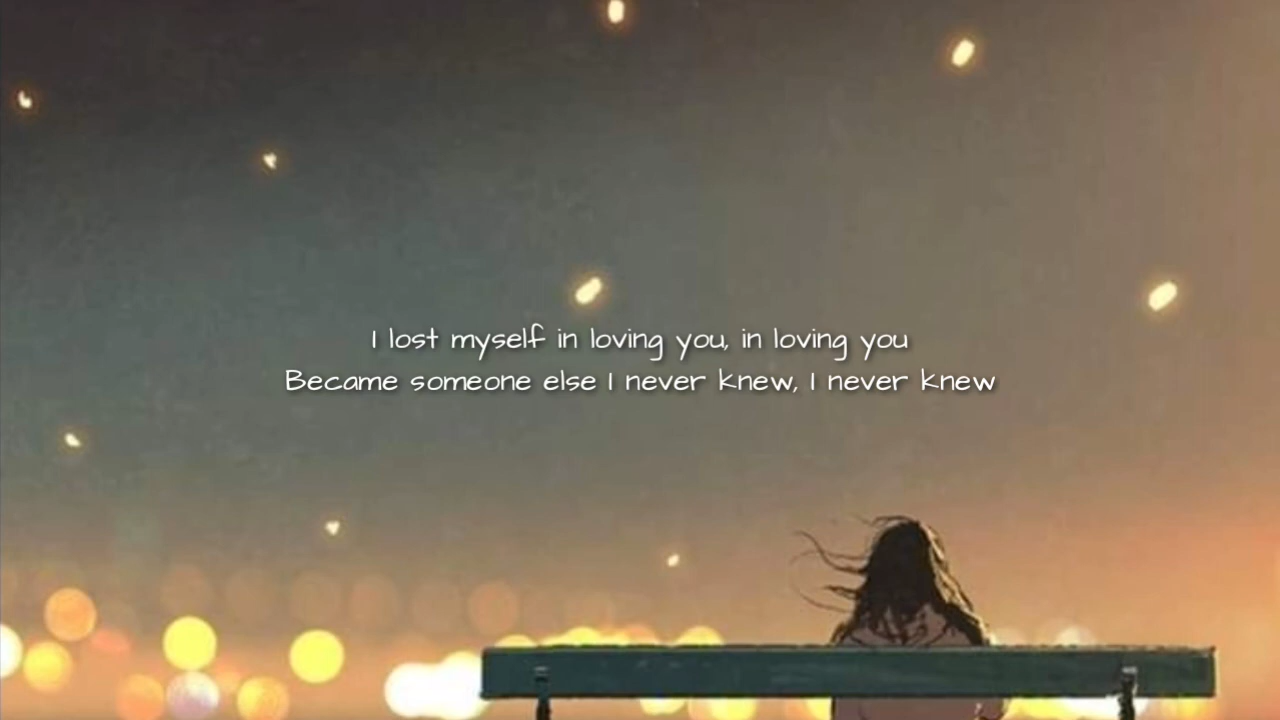 I lost myself in loving you, in loving you
Became someone else I never knew, I never knew